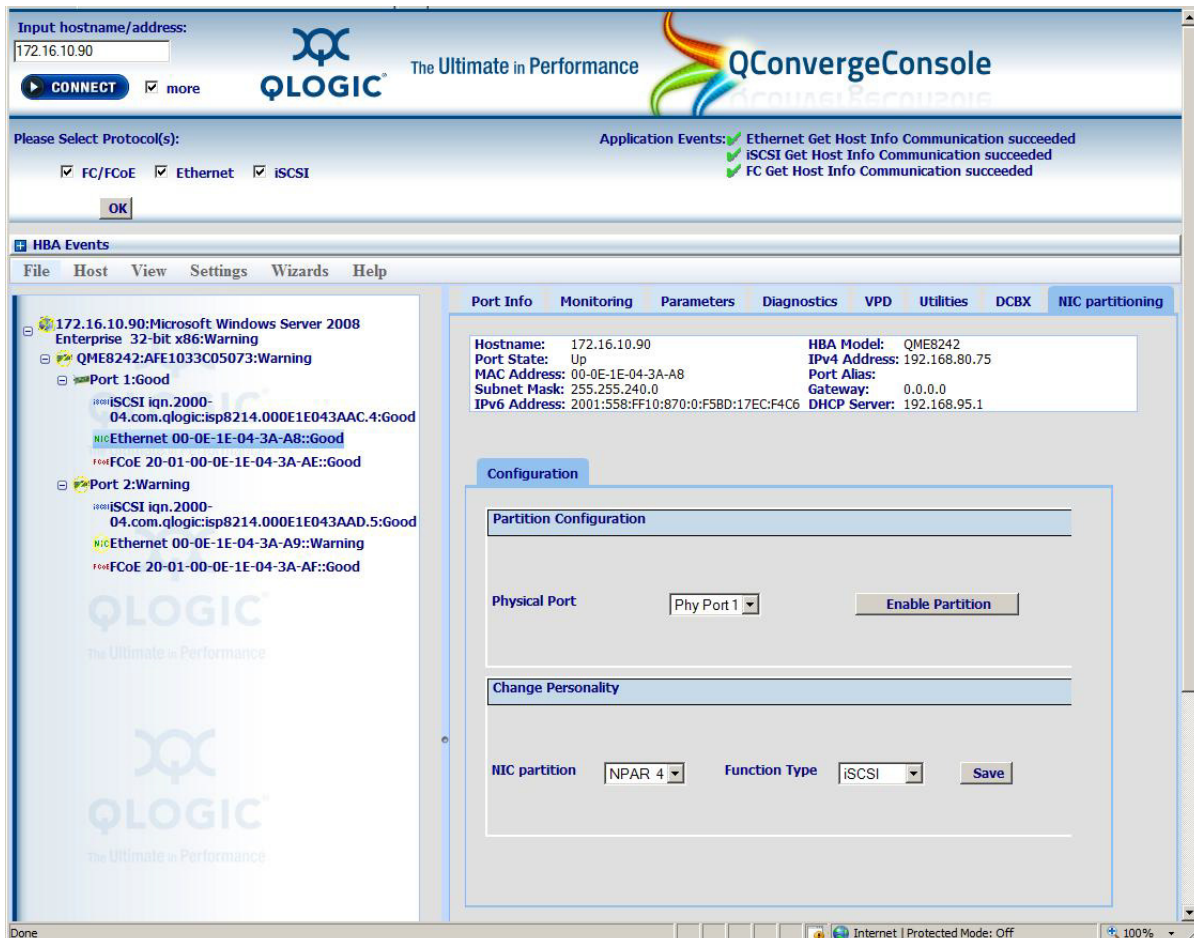 Input hostname/address:
172.16.10.90
CONNECT
more
QLOGIC
The Ultimate in Performance
QConvergeConsole
Please Select Protocol(s):
FC/FCoE
Ethernet
iSCSI
OK
Application Events:
Ethernet Get Host Info Communication succeeded
iSCSI Get Host Info Communication succeeded
FC Get Host Info Communication succeeded
HBA Events
File Host View Settings Wizards Help
172.16.10.90:Microsoft Windows Server 2008
Enterprise 32-bit x86:Warning
QME8242:AFE1033C05073:Warning
Port 1:Good
iSCSI iqn.2000-
04.com.qlogic:isp8214.000E1E043AAC.4:Good
NIC Ethernet 00-0E-1E-04-3A-A8::Good
FCoE FCoE 20-01-00-0E-1E-04-3A-AE::Good
Port 2:Warning
iSCSI iqn.2000-
04.com.qlogic:isp8214.000E1E043AAD.5:Good
NIC Ethernet 00-0E-1E-04-3A-A9::Warning
FCoE FCoE 20-01-00-0E-1E-04-3A-AF::Good
QLOGIC
The Ultimate in Performance
QLOGIC
The Ultimate in Performance
Port Info Monitoring Parameters Diagnostics VPD Utilities DCBX NIC partitioning
Hostname: 172.16.10.90 HBA Model: QME8242
Port State: Up IPv4 Address: 192.168.80.75
MAC Address: 00-0E-1E-04-3A-A8 Port Alias:
Subnet Mask: 255.255.240.0 Gateway: 0.0.0.0
IPv6 Address: 2001:558:FF10:870:0:F5BD:17EC:F4C6 DHCP Server: 192.168.95.1
Configuration
Partition Configuration
Physical Port Phy Port 1 Enable Partition
Change Personality
NIC partition NPAR 4 Function Type iSCSI Save
Done
Internet | Protected Mode: Off
100%